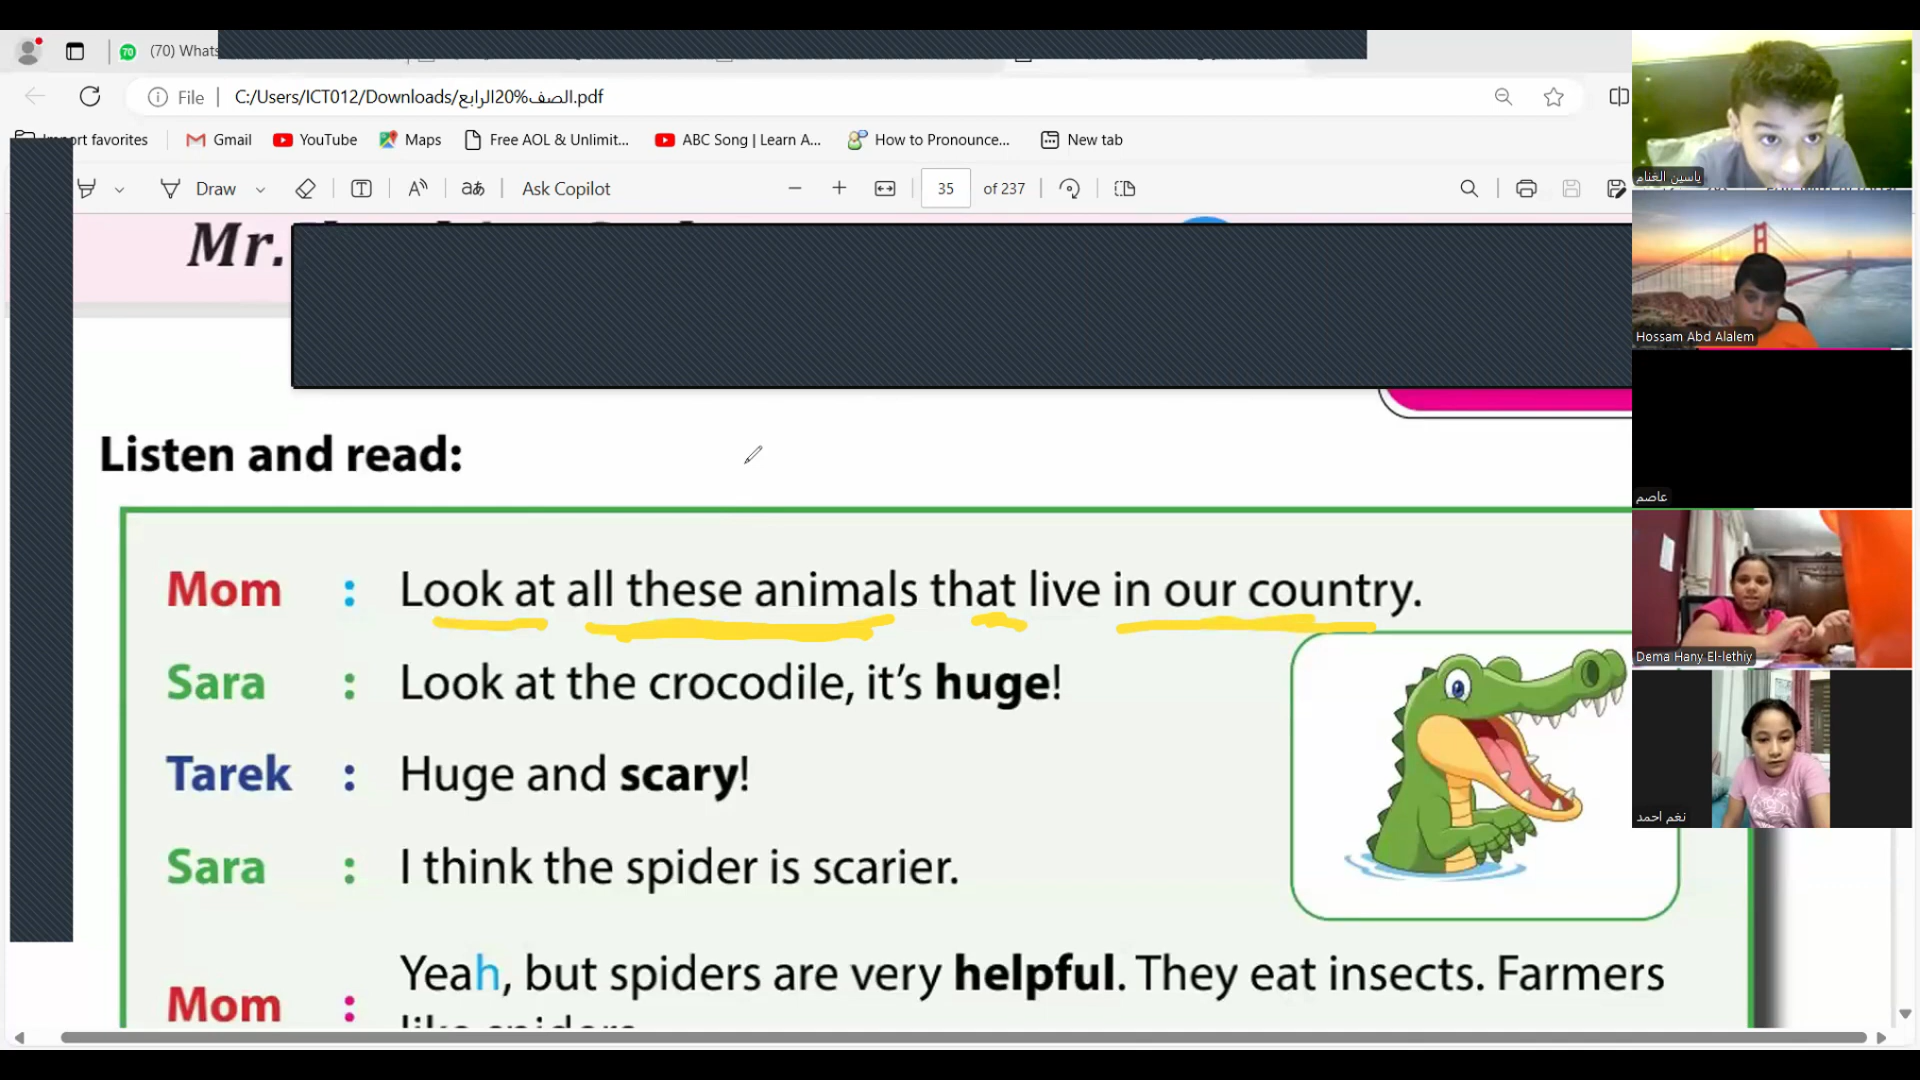 70 (70) Whats
File C:/Users/ICT012/Downloads/الصف%20الرابع.pdf
favorites Gmail YouTube Maps Free AOL & Unlimit... ABC Song | Learn A... How to Pronounce... New tab
Draw Ask Copilot 35 of 237
Mr.
Listen and read:
Mom : Look at all these animals that live in our country.
Sara : Look at the crocodile, it's huge!
Tarek : Huge and scary!
Sara : I think the spider is scarier.
Mom : Yeah, but spiders are very helpful. They eat insects. Farmers
like spiders
ياسين الغنام
Hossam Abd Alalem
عاصم
Dema Hany El-lethiy
نغم احمد